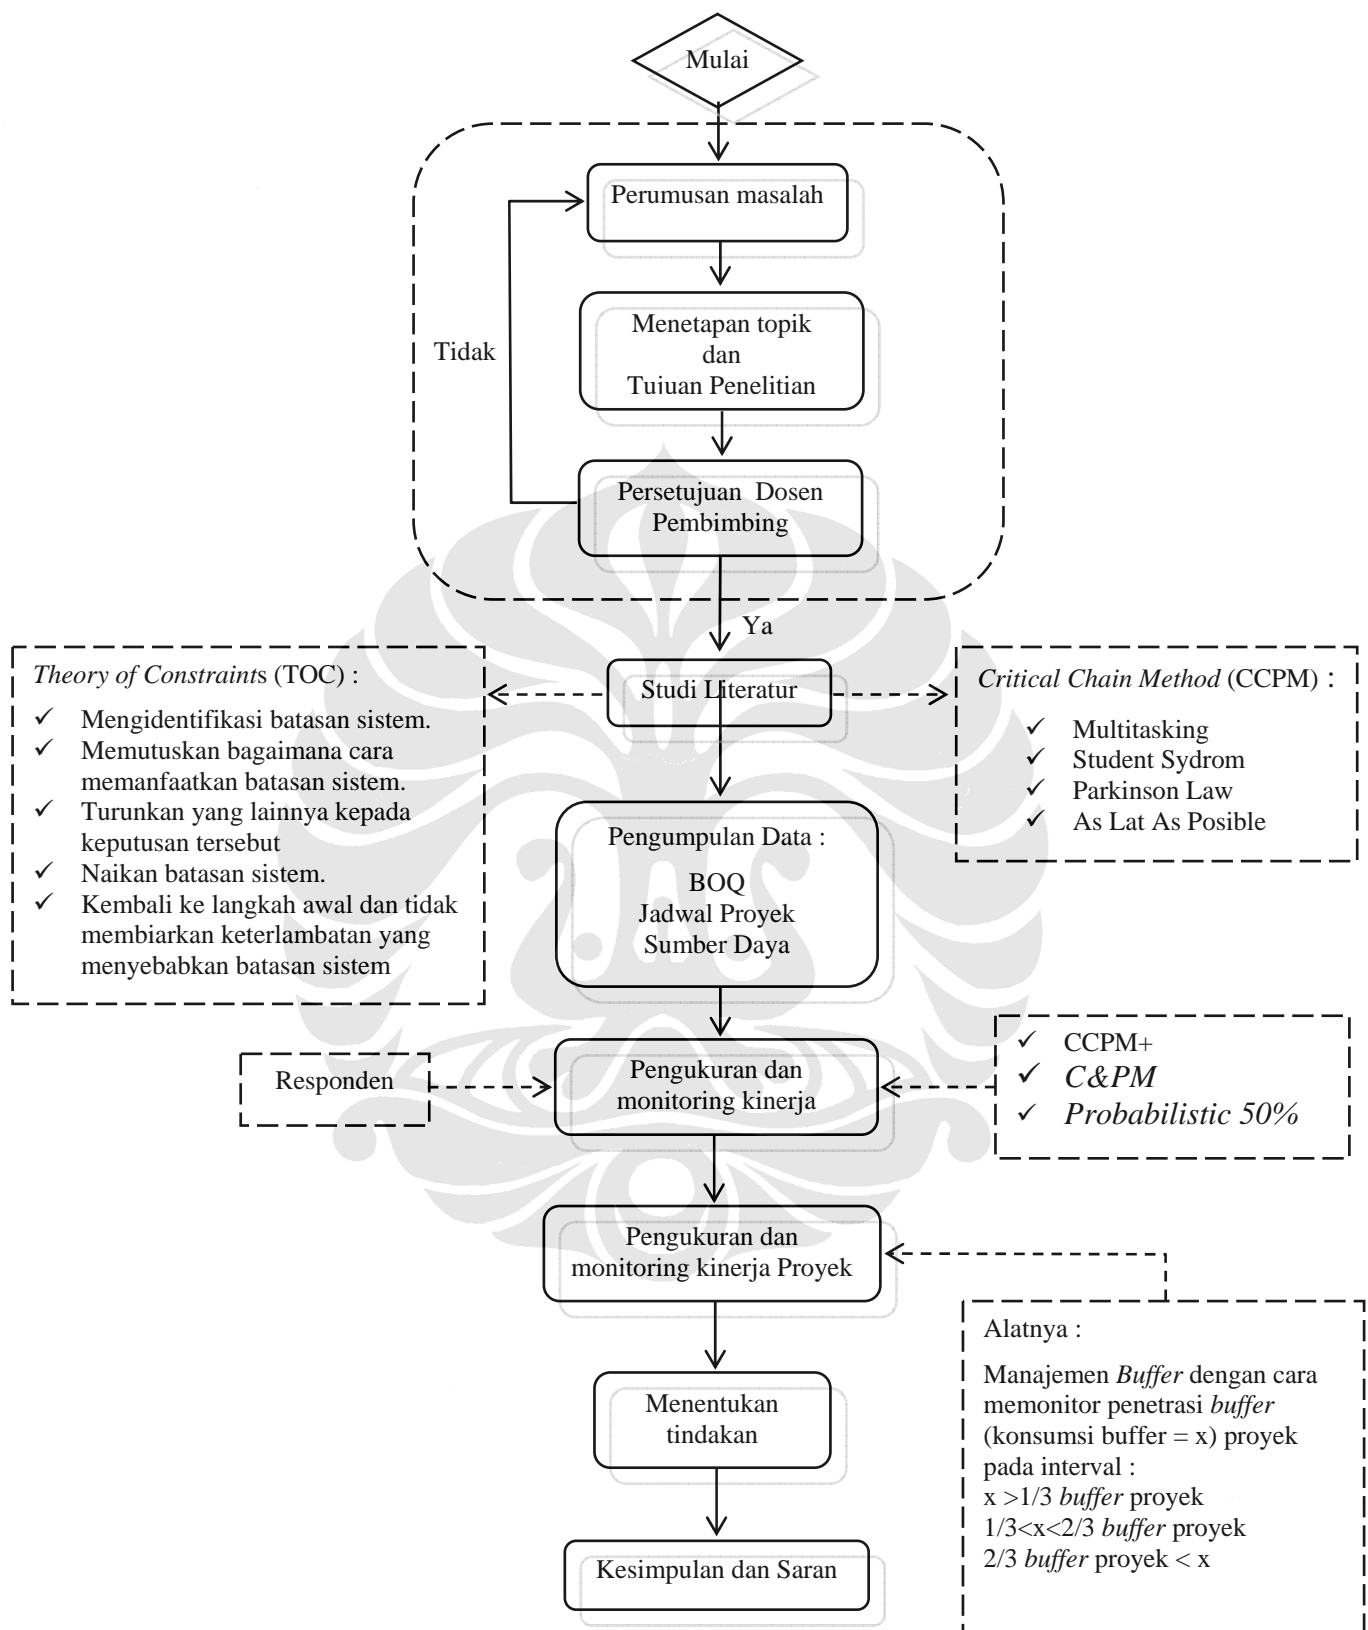 Mulai
Perumusan masalah
Menetapan topik
dan
Tujuan Penelitian
Tidak
Persetujuan Dosen
Pembimbing
Ya
Studi Literatur
Theory of Constraints (TOC) :
✓ Mengidentifikasi batasan sistem.
✓ Memutuskan bagaimana cara
memanfaatkan batasan sistem.
✓ Turunkan yang lainnya kepada
keputusan tersebut
✓ Naikan batasan sistem.
✓ Kembali ke langkah awal dan tidak
membiarkan keterlambatan yang
menyebabkan batasan sistem
Critical Chain Method (CCPM) :
✓ Multitasking
✓ Student Sydrom
✓ Parkinson Law
✓ As Lat As Posible
Pengumpulan Data :
BOQ
Jadwal Proyek
Sumber Daya
Responden
Pengukuran dan
monitoring kinerja
✓ CCPM+
✓ C&PM
✓ Probabilistic 50%
Pengukuran dan
monitoring kinerja Proyek
Alatnya :
Manajemen Buffer dengan cara
memonitor penetrasi buffer
(konsumsi buffer = x) proyek
pada interval :
x >1/3 buffer proyek
1/3<x<2/3 buffer proyek
2/3 buffer proyek < x
Menentukan
tindakan
Kesimpulan dan Saran